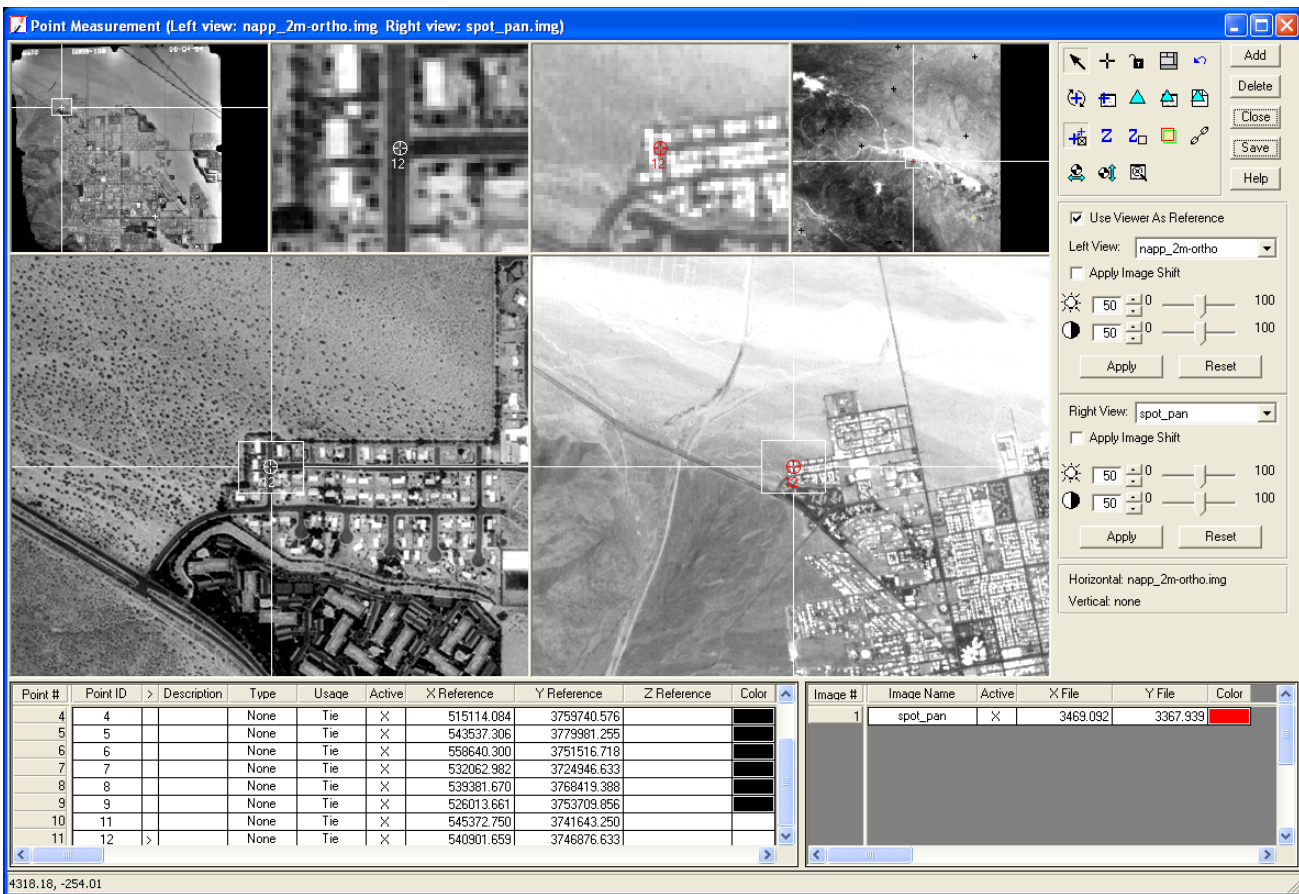 Point Measurement (Left view: napp_2m-ortho.img Right view: spot_pan.img)
12
12
12
12
Add
Delete
Close
Save
Help
Z
Z
Use Viewer As Reference
Left View: napp_2m-ortho
Apply Image Shift
50 0 100
50 0 100
Apply Reset
Right View: spot_pan
Apply Image Shift
50 0 100
50 0 100
Apply Reset
Horizontal: napp_2m-ortho.img
Vertical: none
Point # Point ID > Description Type Usage Active X Reference Y Reference Z Reference Color
4 4 None Tie X 515114.084 3759740.576
5 5 None Tie X 543537.306 3779981.255
6 6 None Tie X 558640.300 3751516.718
7 7 None Tie X 532062.982 3724946.633
8 8 None Tie X 539381.670 3768419.388
9 9 None Tie X 526013.661 3753709.856
10 11 None Tie X 545372.750 3741643.250
11 12 > None Tie X 540901.659 3746876.633
Image # Image Name Active X File Y File Color
1 spot_pan X 3469.092 3367.939
4318.18, -254.01